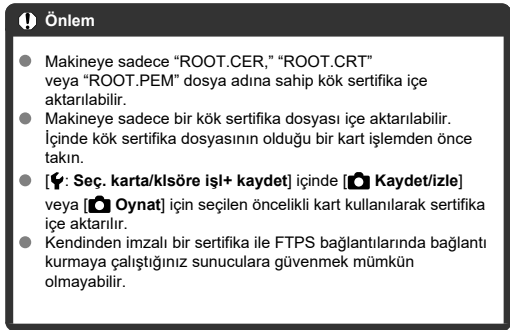 Önlem
Makineye sadece “ROOT.CER,” “ROOT.CRT”
veya “ROOT.PEM” dosya adına sahip kök sertifika içe
aktarılabilir.
Makineye sadece bir kök sertifika dosyası içe aktarılabilir.
İçinde kök sertifika dosyasının olduğu bir kart işlemden önce
takın.
[: Seç. karta/klsöre işl+ kaydet] içinde [ Kaydet/izle]
veya [ Oynat] için seçilen öncelikli kart kullanılarak sertifika
içe aktarılır.
Kendinden imzalı bir sertifika ile FTPS bağlantılarında bağlantı
kurmaya çalıştığınız sunuculara güvenmek mümkün
olmayabilir.